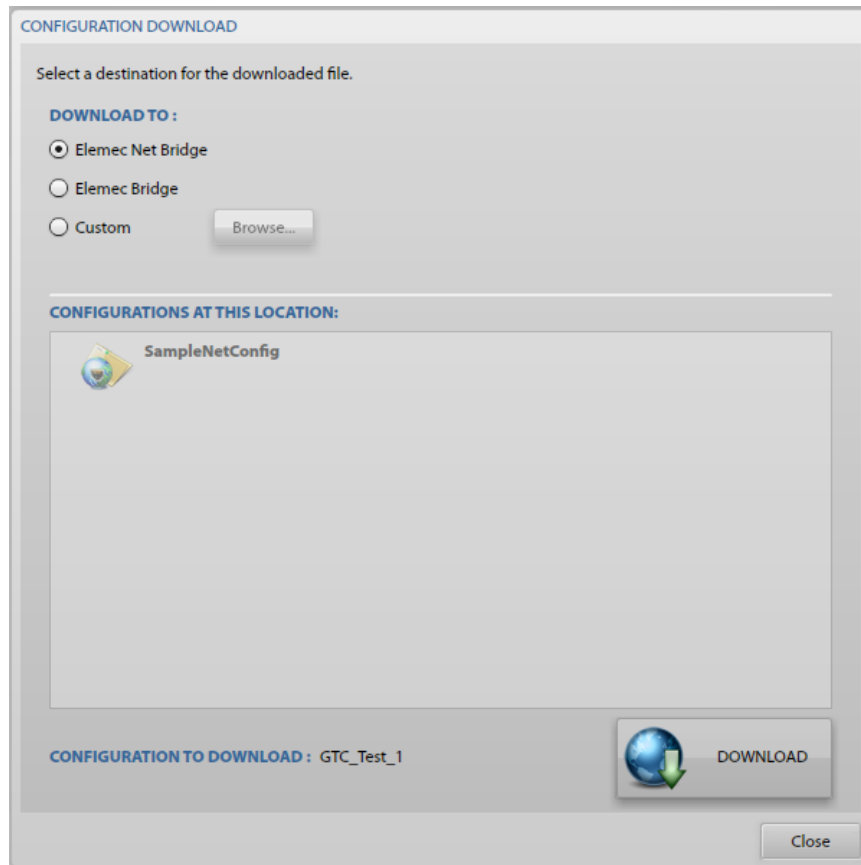 CONFIGURATION DOWNLOAD
Select a destination for the downloaded file.
DOWNLOAD TO :
Elemec Net Bridge
Elemec Bridge
Custom Browse...
CONFIGURATIONS AT THIS LOCATION:
SampleNetConfig
CONFIGURATION TO DOWNLOAD : GTC_Test_1 DOWNLOAD
Close